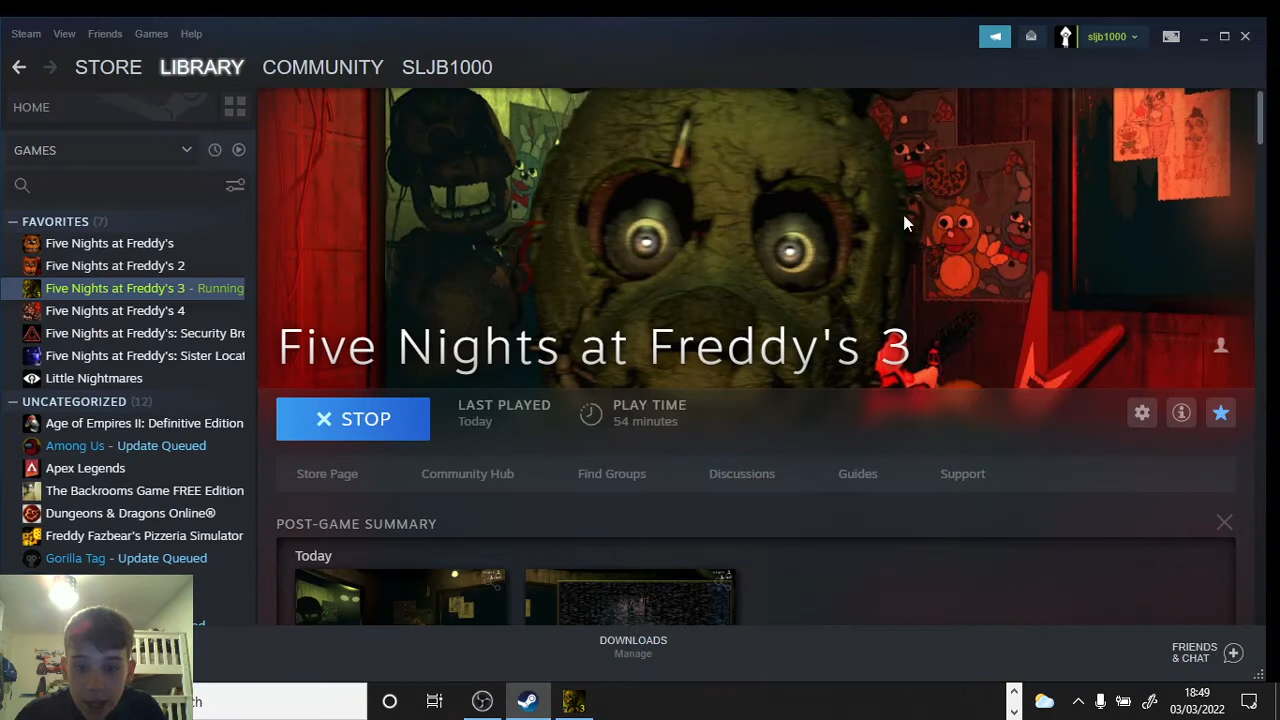 Steam View Friends Games Help
sljb1000
STORE LIBRARY COMMUNITY SLJB1000
HOME
GAMES
FAVORITES (7)
Five Nights at Freddy's
Five Nights at Freddy's 2
Five Nights at Freddy's 3 - Running
Five Nights at Freddy's 4
Five Nights at Freddy's: Security Bre
Five Nights at Freddy's: Sister Locat
Little Nightmares
UNCATEGORIZED (12)
Age of Empires II: Definitive Edition
Among Us - Update Queued
Apex Legends
The Backrooms Game FREE Edition
Dungeons & Dragons Online®
Freddy Fazbear's Pizzeria Simulator
Gorilla Tag - Update Queued
Five Nights at Freddy's 3
STOP
LAST PLAYED
Today
PLAY TIME
54 minutes
Store Page Community Hub Find Groups Discussions Guides Support
POST-GAME SUMMARY
Today
DOWNLOADS
Manage
FRIENDS
& CHAT
ch
3
18:49
03/03/2022